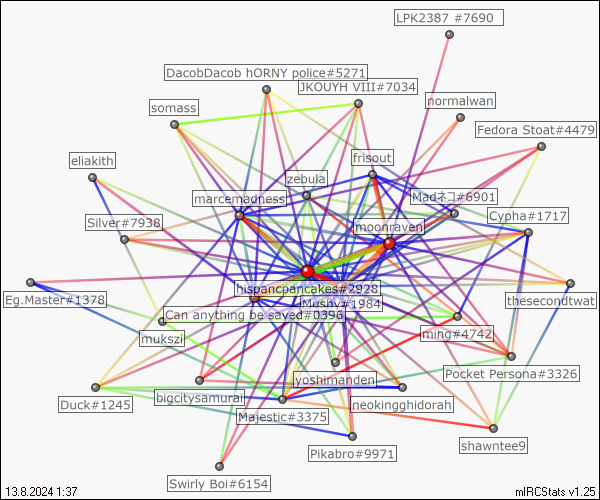 LPK2387 #7690
DacobDacob hORNY police#5271
JKOUYH VIII#7034
somass
normalwan
Fedora Stoat#4479
eliakith
frisout
zebula
marcemadness
Madネコ#6901
Silver#7938
Cypha#1717
moonraven
hispancpancakes#2928
Eg.Master#1378
Mushy#1984
thesecondtwat
Can anything be saved#0396
mukszi
ming#4742
yoshimanden
Pocket Persona#3326
Duck#1245
bigcitysamurai
neokingghidorah
Majestic#3375
shawntee9
Pikabro#9971
Swirly Boi#6154
13.8.2024 1:37
mIRCStats v1.25